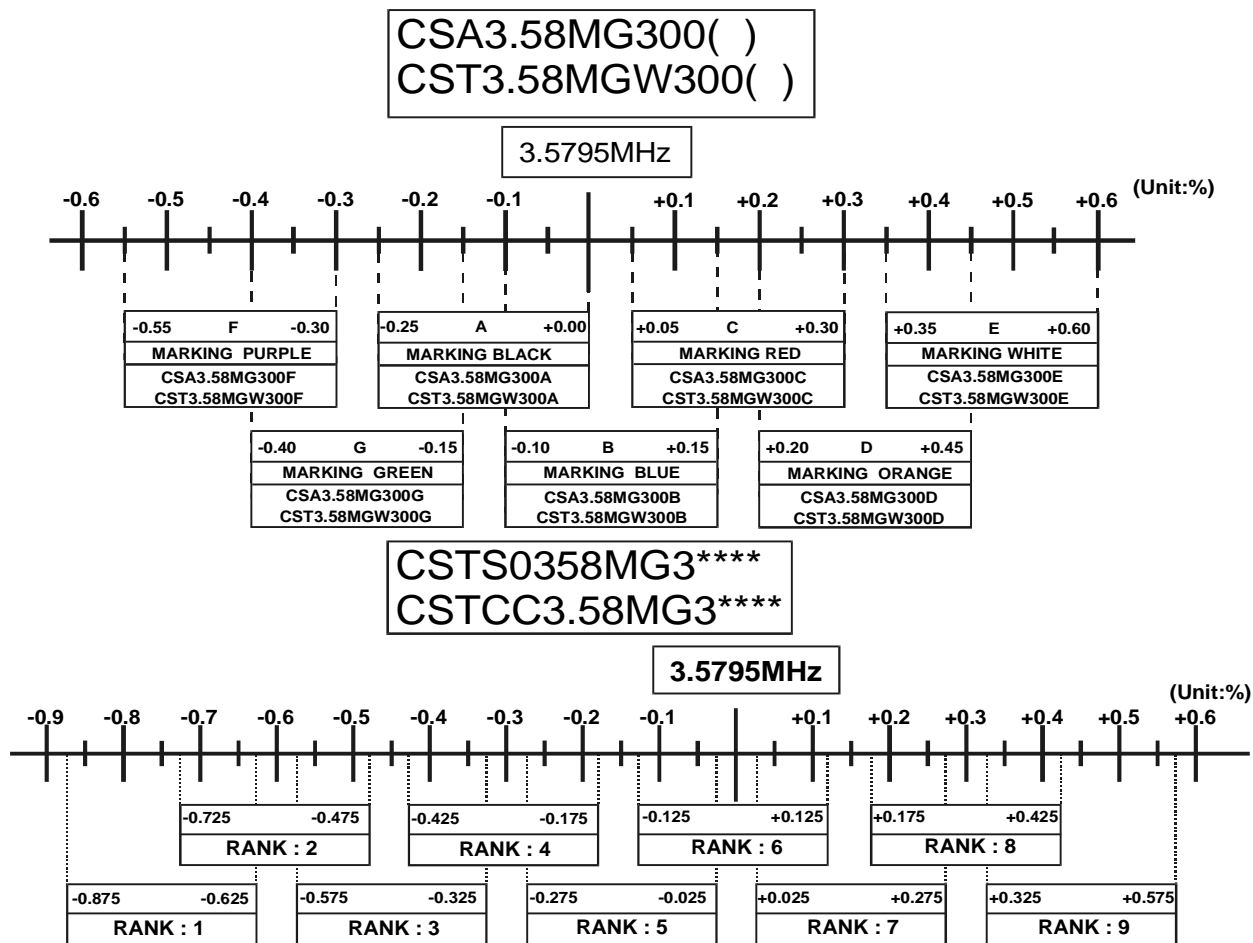 CSA3.58MG300( )
CST3.58MGW300( )
3.5795MHz
(Unit:%)
-0.6 -0.5 -0.4 -0.3 -0.2 -0.1 +0.1 +0.2 +0.3 +0.4 +0.5 +0.6
-0.55 F -0.30
MARKING PURPLE
CSA3.58MG300F
CST3.58MGW300F
-0.25 A +0.00
MARKING BLACK
CSA3.58MG300A
CST3.58MGW300A
+0.05 C +0.30
MARKING RED
CSA3.58MG300C
CST3.58MGW300C
+0.35 E +0.60
MARKING WHITE
CSA3.58MG300E
CST3.58MGW300E
-0.40 G -0.15
MARKING GREEN
CSA3.58MG300G
CST3.58MGW300G
-0.10 B +0.15
MARKING BLUE
CSA3.58MG300B
CST3.58MGW300B
+0.20 D +0.45
MARKING ORANGE
CSA3.58MG300D
CST3.58MGW300D
CSTS0358MG3****
CSTCC3.58MG3****
3.5795MHz
(Unit:%)
-0.9 -0.8 -0.7 -0.6 -0.5 -0.4 -0.3 -0.2 -0.1 +0.1 +0.2 +0.3 +0.4 +0.5 +0.6
-0.725 -0.475
RANK : 2
-0.425 -0.175
RANK : 4
-0.125 +0.125
RANK : 6
+0.175 +0.425
RANK : 8
-0.875 -0.625
RANK : 1
-0.575 -0.325
RANK : 3
-0.275 -0.025
RANK : 5
+0.025 +0.275
RANK : 7
+0.325 +0.575
RANK : 9